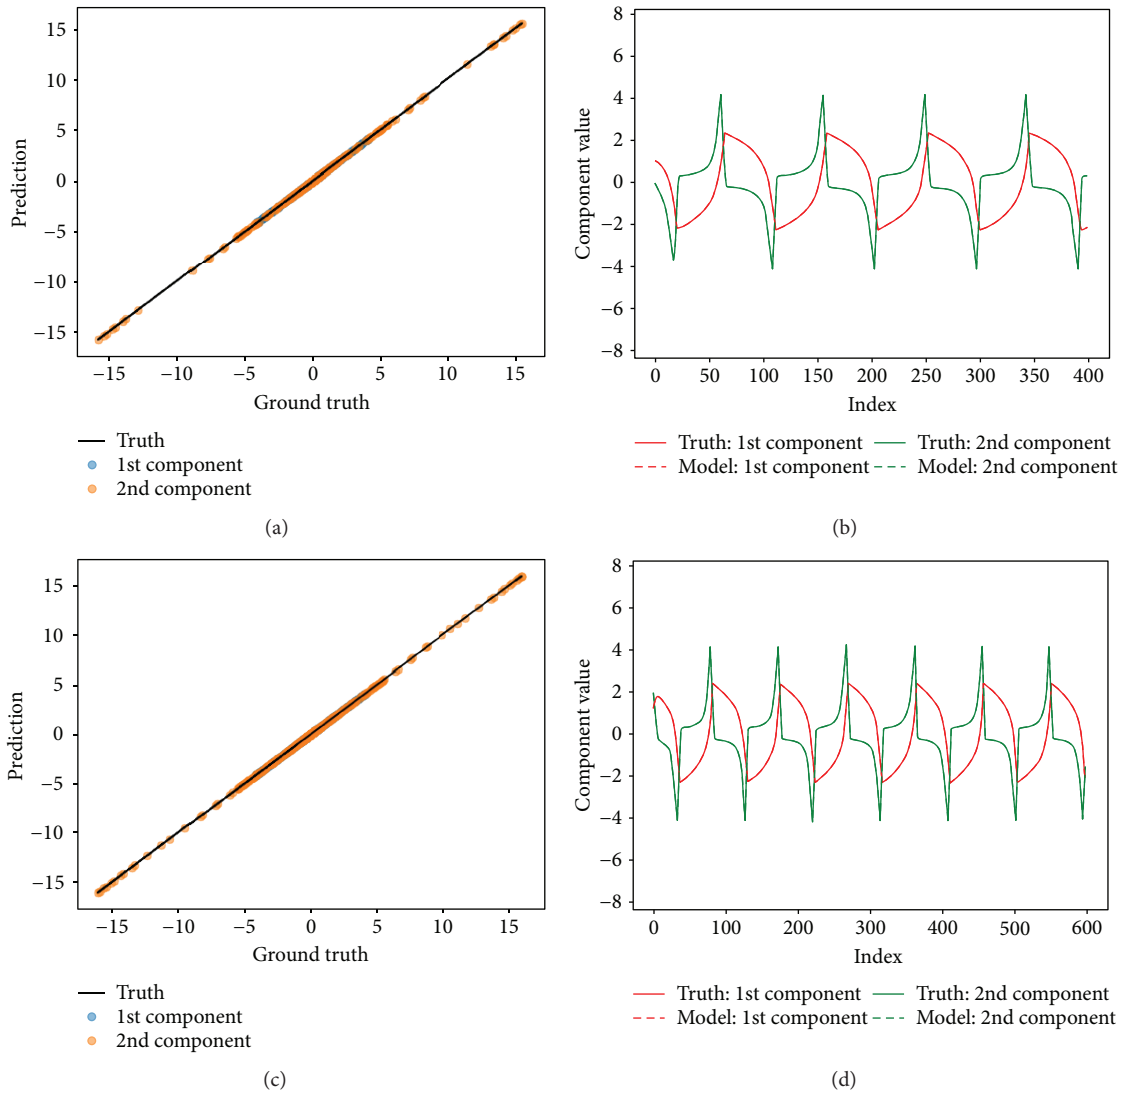 15
10
5
0
−5
−10
−15
Prediction
−15 −10 −5 0 5 10 15
Ground truth
Truth
1st component
2nd component
(a)
8
6
4
2
0
−2
−4
−6
−8
Component value
0 50 100 150 200 250 300 350 400
Index
Truth: 1st component Truth: 2nd component
Model: 1st component Model: 2nd component
(b)
15
10
5
0
−5
−10
−15
Prediction
−15 −10 −5 0 5 10 15
Ground truth
Truth
1st component
2nd component
(c)
8
6
4
2
0
−2
−4
−6
−8
Component value
0 100 200 300 400 500 600
Index
Truth: 1st component Truth: 2nd component
Model: 1st component Model: 2nd component
(d)